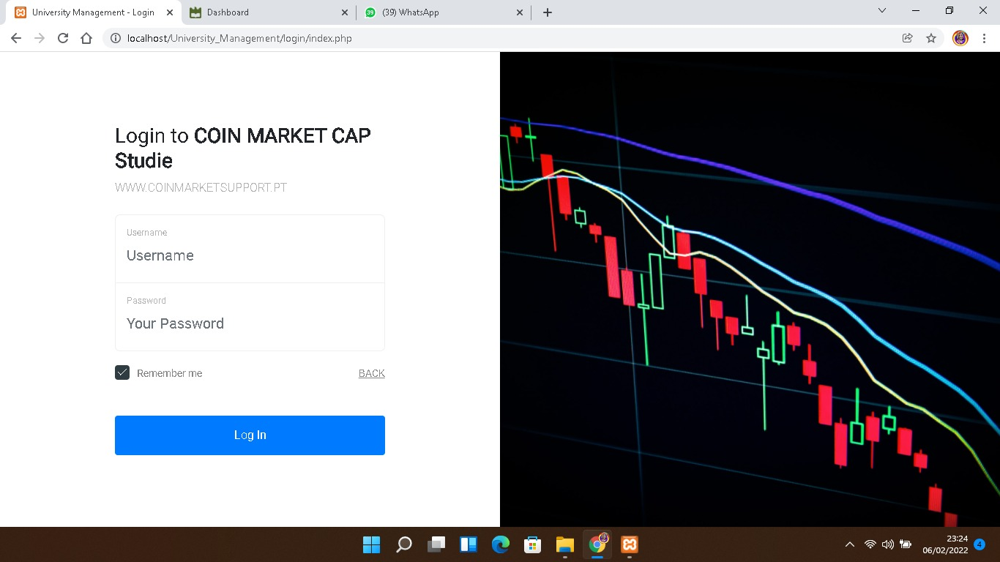 University Management - Login
Dashboard
39
(39) WhatsApp
localhost/University_Management/login/index.php
Login to COIN MARKET CAP
Studie
WWW.COINMARKETSUPPORT.PT
Username
Username
Password
Your Password
Remember me
BACK
Log In
23:24
06/02/2022
4